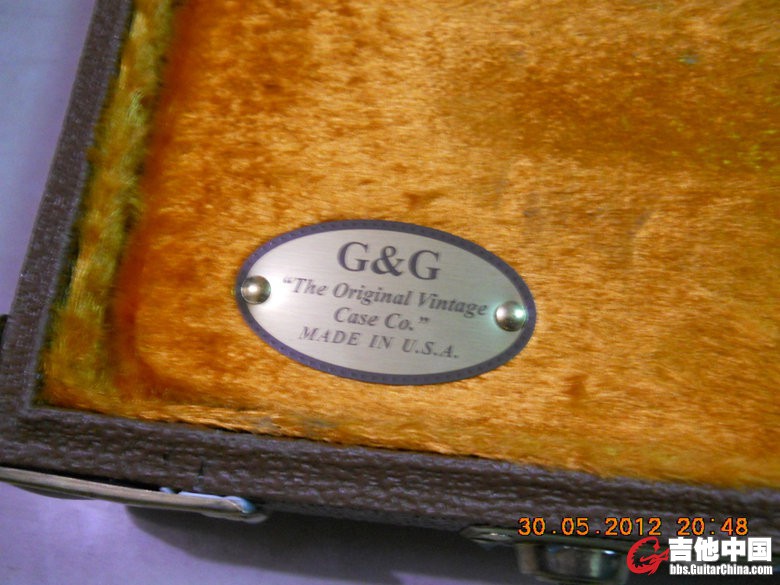 G&G
“The Original Vintage
Case Co.”
MADE IN U.S.A.
30.05.2012 20:48
吉他中国
bbs.GuitarChina.com